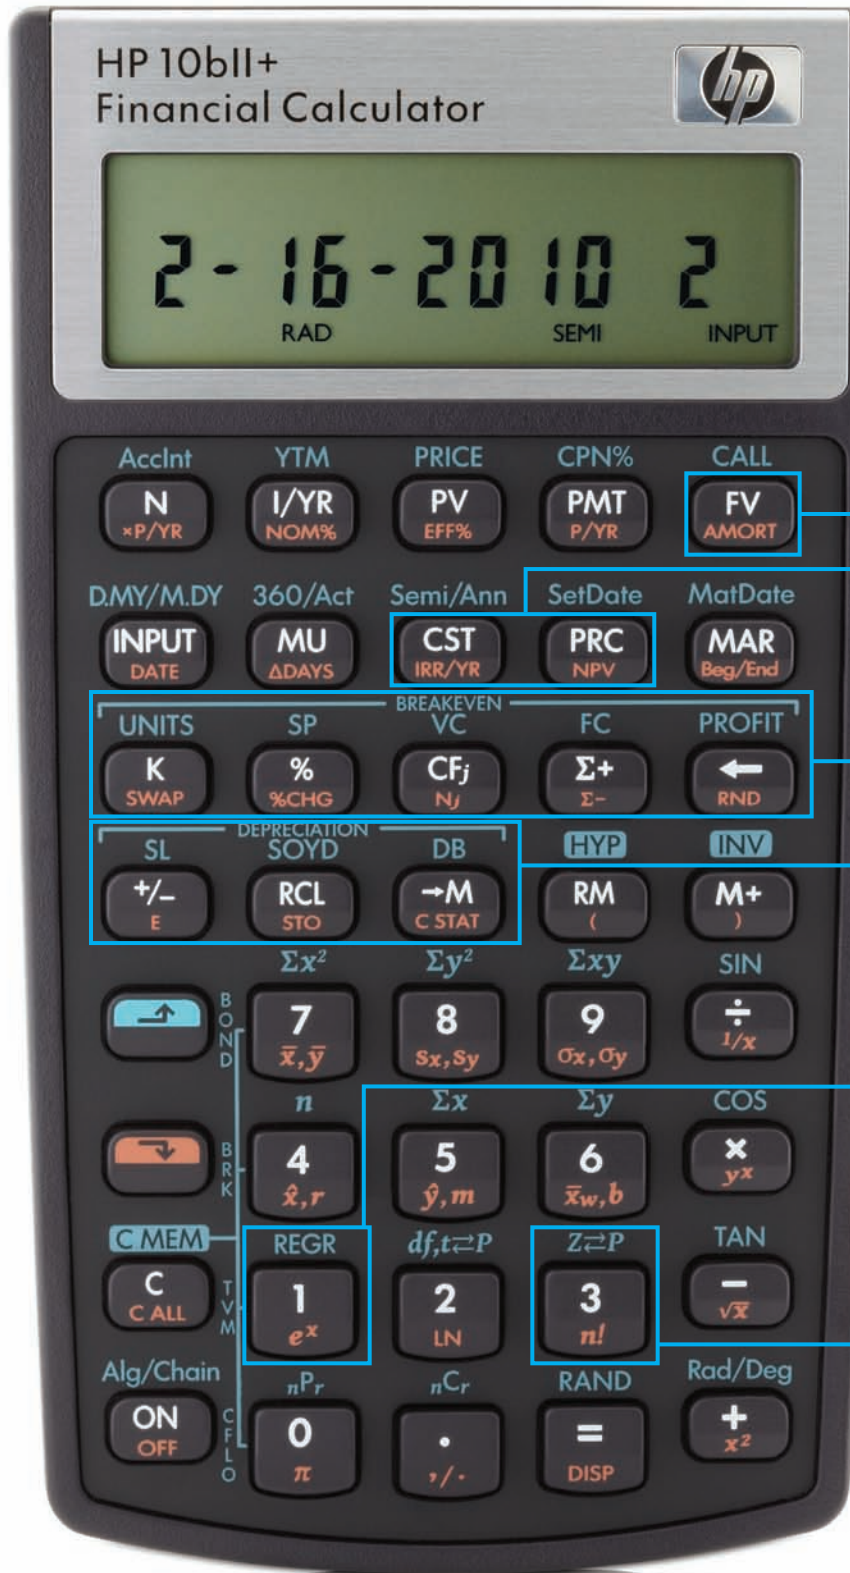 HP 10bII+
Financial Calculator
hp
2-16-2010 2
RAD SEMI INPUT
AccInt YTM PRICE CPN% CALL
N I/YR PV PMT FV
×P/YR NOM% EFF% P/YR AMORT
D.MY/M.DY 360/Act Semi/Ann SetDate MatDate
INPUT MU CST PRC MAR
DATE ΔDAYS IRR/YR NPV Beg/End
BREAKEVEN
UNITS SP VC FC PROFIT
K % CFj Σ+ ←
SWAP %CHG Nj Σ− RND
DEPRECIATION
SL SOYD DB HYP INV
+/− RCL →M RM M+
E STO C STAT ( )
Σx² Σy² Σxy SIN
7 8 9 ÷
x̄,ȳ Sx,Sy σx,σy 1/x
BOND
n Σx Σy COS
4 5 6 ×
x̂,r ŷ,m x̄w,b yˣ
BRK
C MEM REGR df,t⇄P Z⇄P TAN
C 1 2 3 −
C ALL eˣ LN n! √x
TVM
Alg/Chain nPr nCr RAND Rad/Deg
ON 0 . = +
OFF π ,/. DISP x²
CFLO